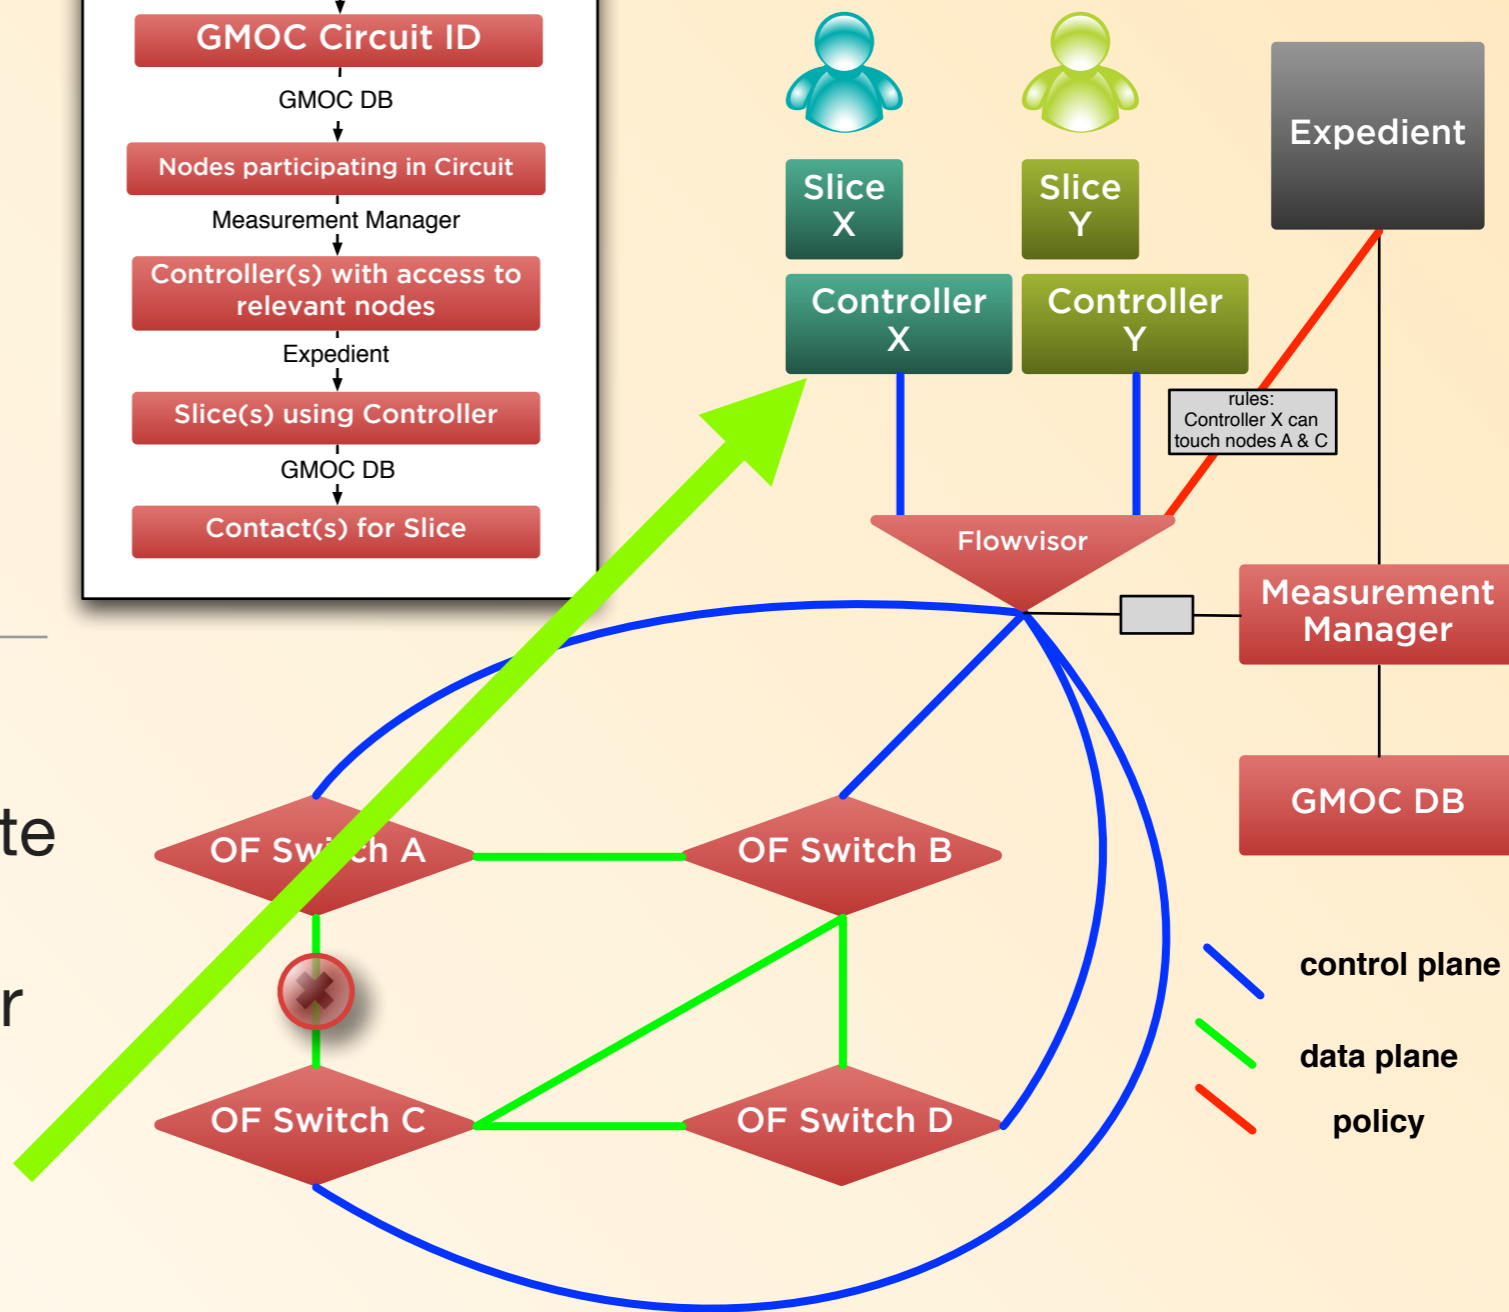 GMOC Circuit ID
GMOC DB
Nodes participating in Circuit
Measurement Manager
Controller(s) with access to
relevant nodes
Expedient
Slice(s) using Controller
GMOC DB
Contact(s) for Slice
te
r
Slice
X
Slice
Y
Expedient
Controller
X
Controller
Y
rules:
Controller X can
touch nodes A & C
Flowvisor
Measurement
Manager
GMOC DB
OF Switch A
OF Switch B
OF Switch C
OF Switch D
control plane
data plane
policy